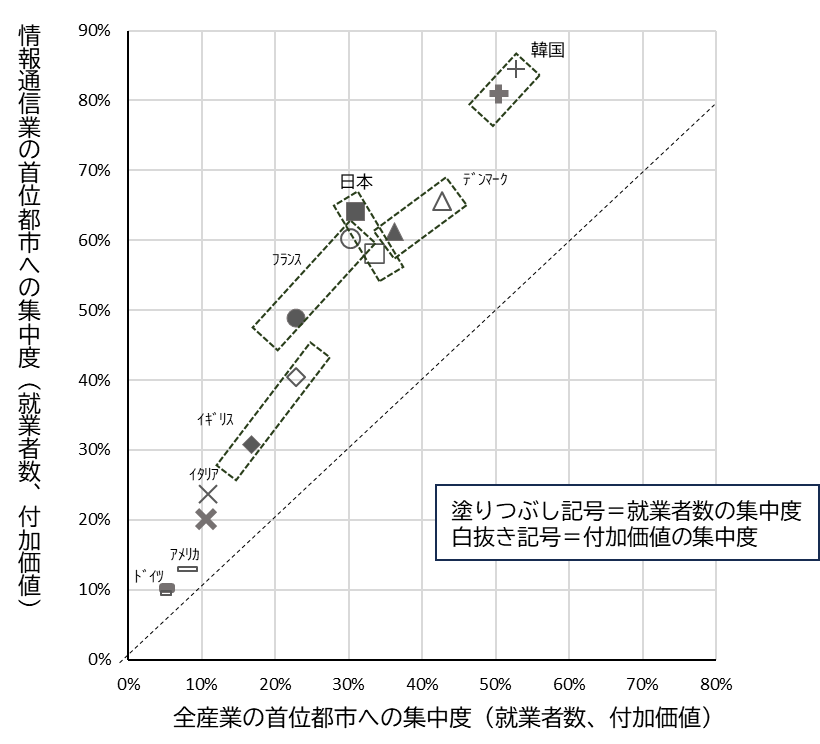 情報通信業の首位都市への集中度（就業者数、付加価値）
90%
80%
70%
60%
50%
40%
30%
20%
10%
0%
韓国
ﾃﾞﾝﾏｰｸ
日本
ﾌﾗﾝｽ
ｲｷﾞﾘｽ
ｲﾀﾘｱ
ｱﾒﾘｶ
ﾄﾞｲﾂ
塗りつぶし記号＝就業者数の集中度
白抜き記号＝付加価値の集中度
0% 10% 20% 30% 40% 50% 60% 70% 80%
全産業の首位都市への集中度（就業者数、付加価値）